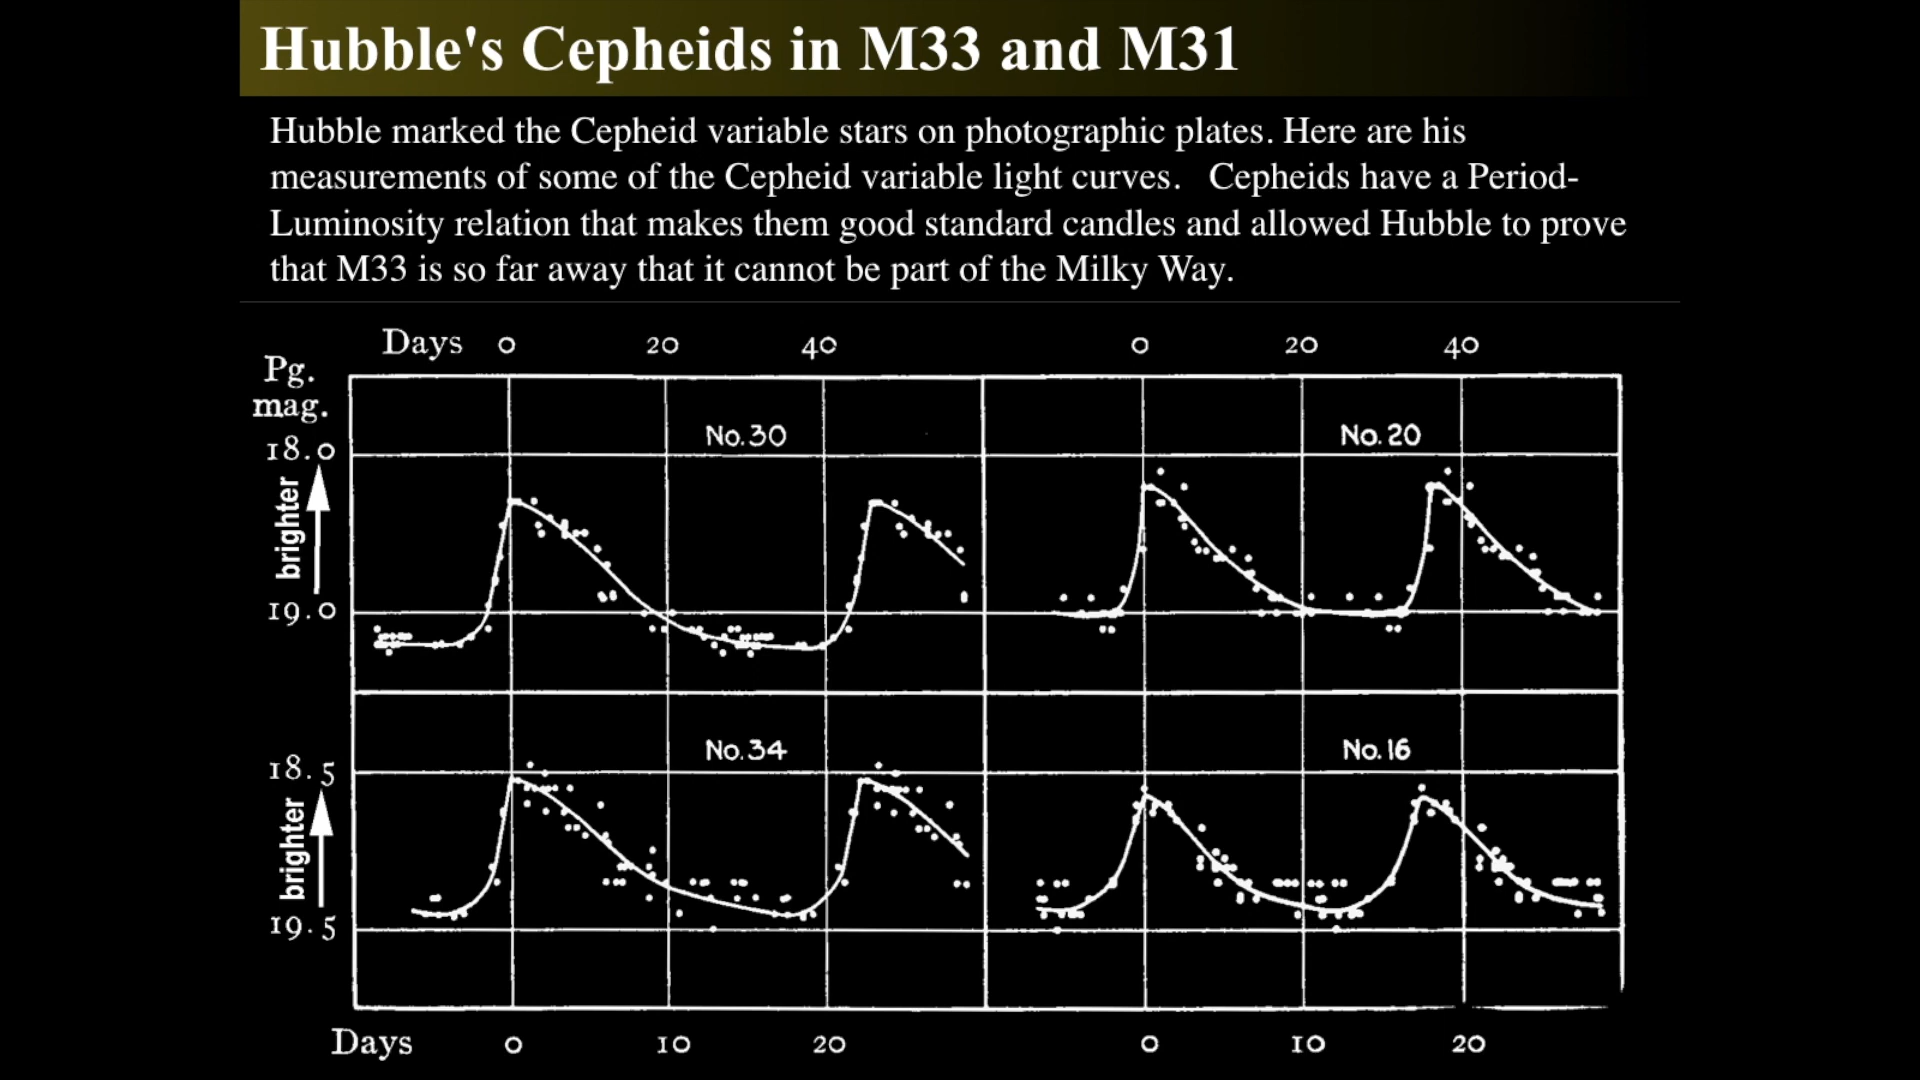 Hubble's Cepheids in M33 and M31
Hubble marked the Cepheid variable stars on photographic plates. Here are his
measurements of some of the Cepheid variable light curves.   Cepheids have a Period-
Luminosity relation that makes them good standard candles and allowed Hubble to prove
that M33 is so far away that it cannot be part of the Milky Way.
Days 0 20 40 0 20 40
Pg.
mag.
No.30 No.20
18.0
brighter
19.0
No.34 No.16
18.5
brighter
19.5
Days 0 10 20 0 10 20